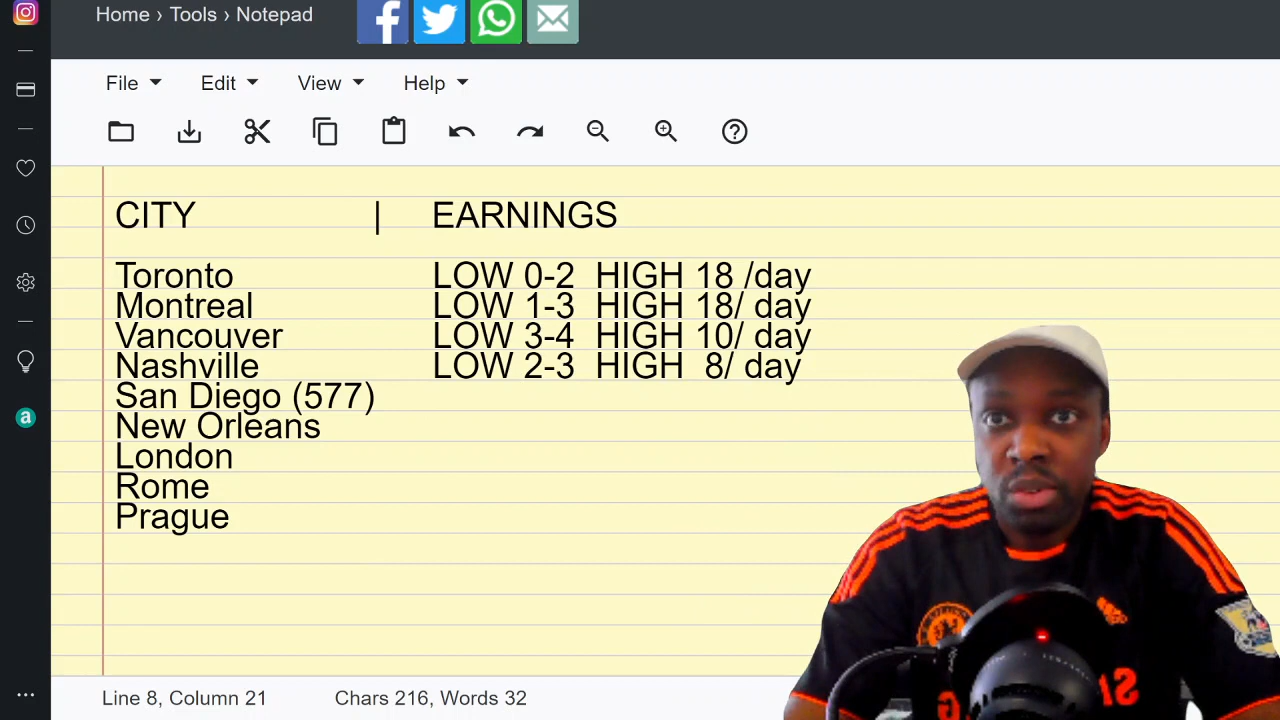 Home › Tools › Notepad
File Edit View Help
CITY | EARNINGS
Toronto LOW 0-2 HIGH 18 /day
Montreal LOW 1-3 HIGH 18/ day
Vancouver LOW 3-4 HIGH 10/ day
Nashville LOW 2-3 HIGH 8/ day
San Diego (577)
New Orleans
London
Rome
Prague
Line 8, Column 21 Chars 216, Words 32